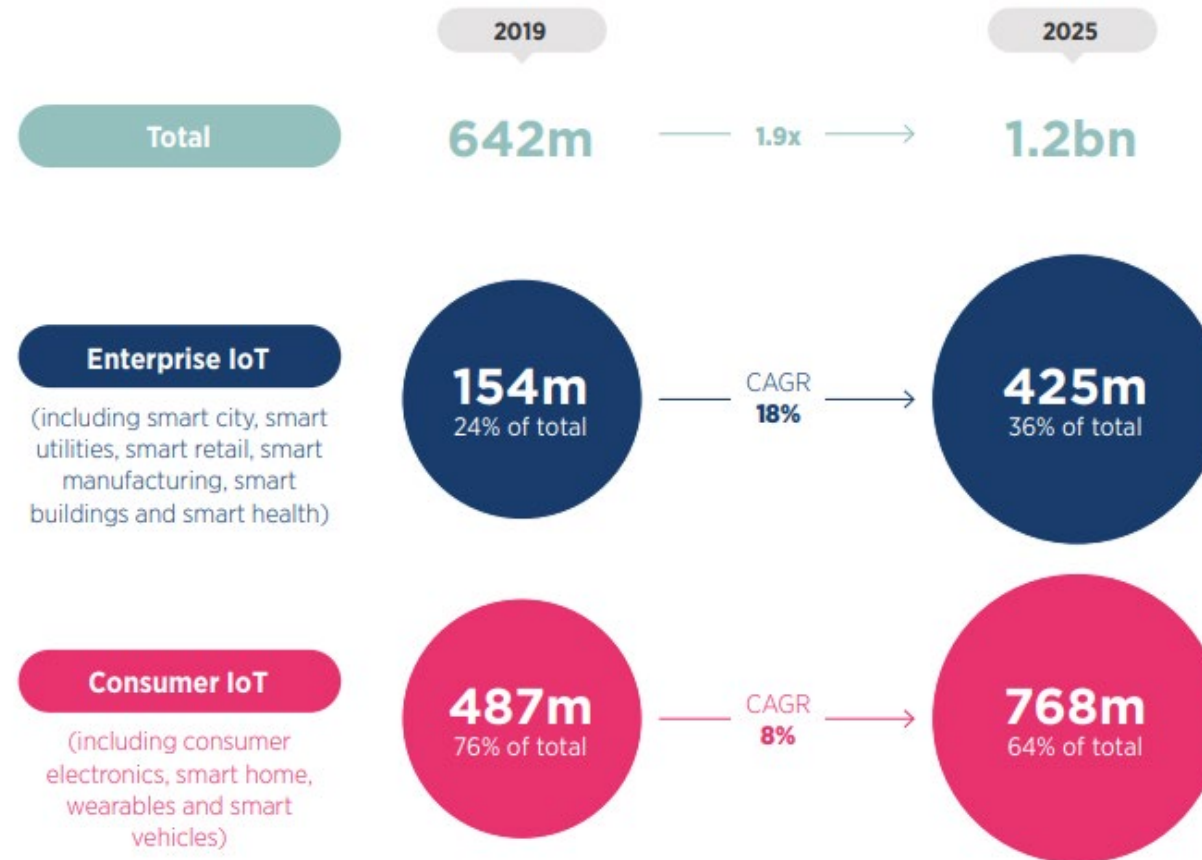 2019
2025
Total
642m
1.9x
1.2bn
Enterprise IoT
(including smart city, smart
utilities, smart retail, smart
manufacturing, smart
buildings and smart health)
154m
24% of total
CAGR
18%
425m
36% of total
Consumer IoT
(including consumer
electronics, smart home,
wearables and smart
vehicles)
487m
76% of total
CAGR
8%
768m
64% of total